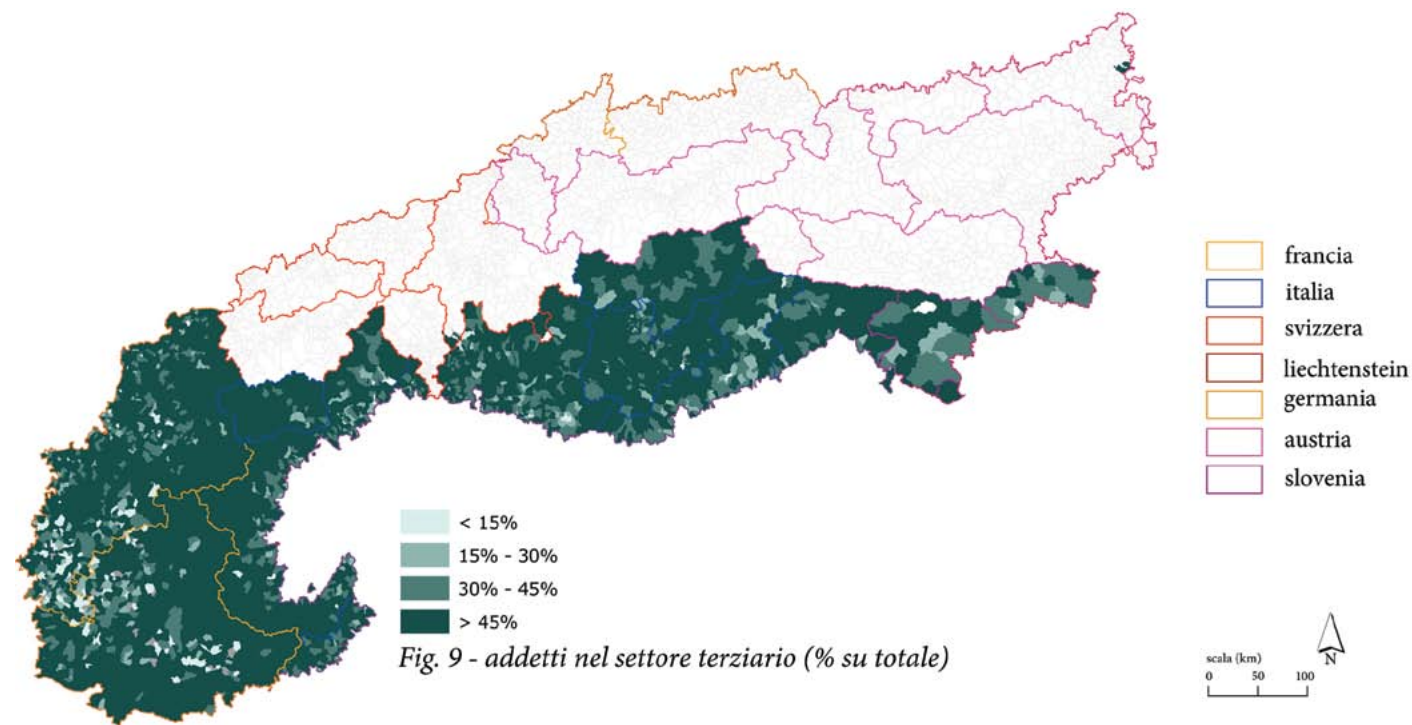 francia
italia
svizzera
liechtenstein
germania
austria
slovenia
< 15%
15% - 30%
30% - 45%
> 45%
Fig. 9 - addetti nel settore terziario (% su totale)
scala (km)
0 50 100
N